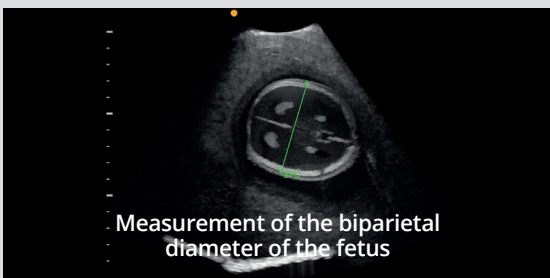 Measurement of the biparietal
diameter of the fetus